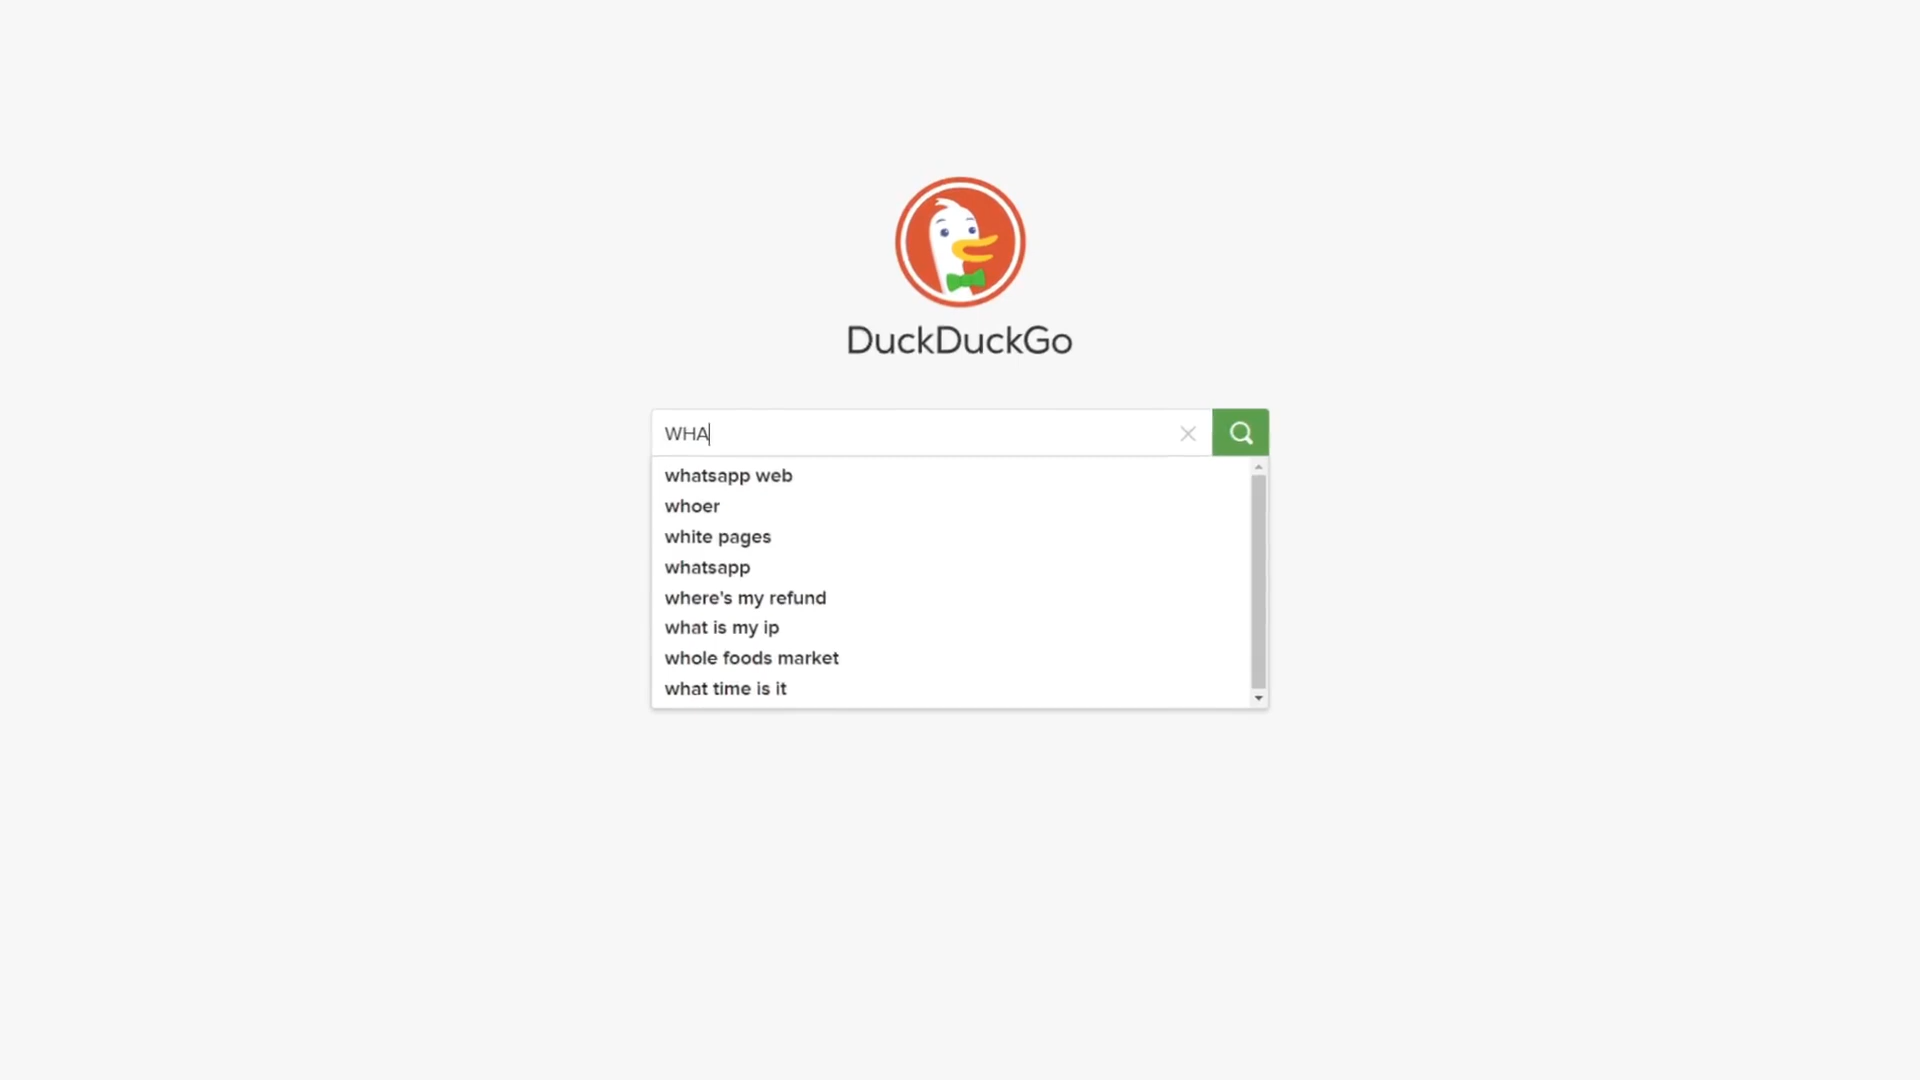 DuckDuckGo
WHA
whatsapp web
whoer
white pages
whatsapp
where's my refund
what is my ip
whole foods market
what time is it